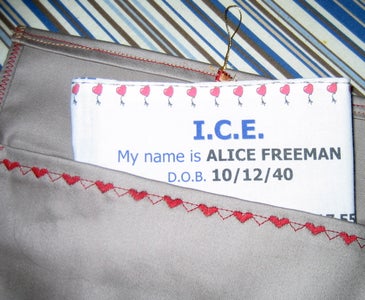 I.C.E.
My name is ALICE FREEMAN
D.O.B. 10/12/40